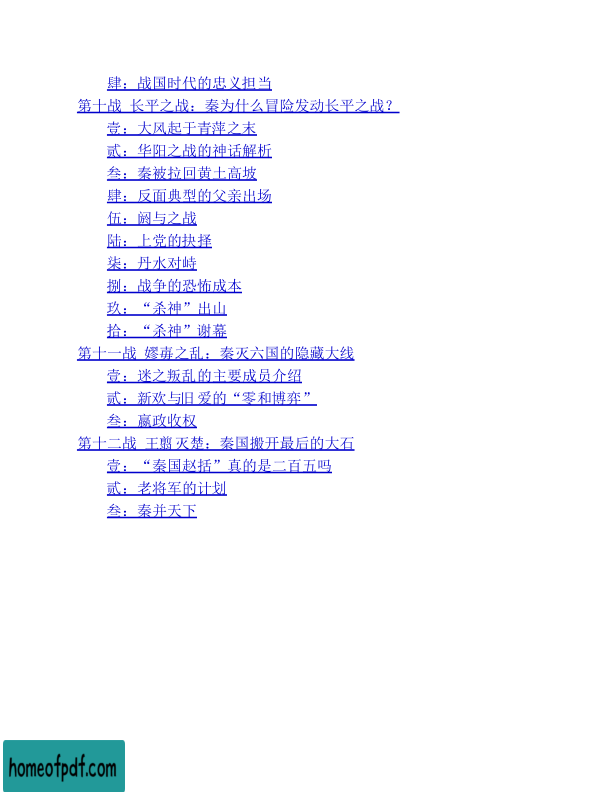 肆：战国时代的忠义担当
第十战 长平之战：秦为什么冒险发动长平之战？
壹：大风起于青萍之末
贰：华阳之战的神话解析
叁：秦被拉回黄土高坡
肆：反面典型的父亲出场
伍：阏与之战
陆：上党的抉择
柒：丹水对峙
捌：战争的恐怖成本
玖：“杀神”出山
拾：“杀神”谢幕
第十一战 嫪毐之乱：秦灭六国的隐藏大线
壹：迷之叛乱的主要成员介绍
贰：新欢与旧爱的“零和博弈”
叁：嬴政收权
第十二战 王翦灭楚：秦国搬开最后的大石
壹：“秦国赵括”真的是二百五吗
贰：老将军的计划
叁：秦并天下
homeofpdf.com